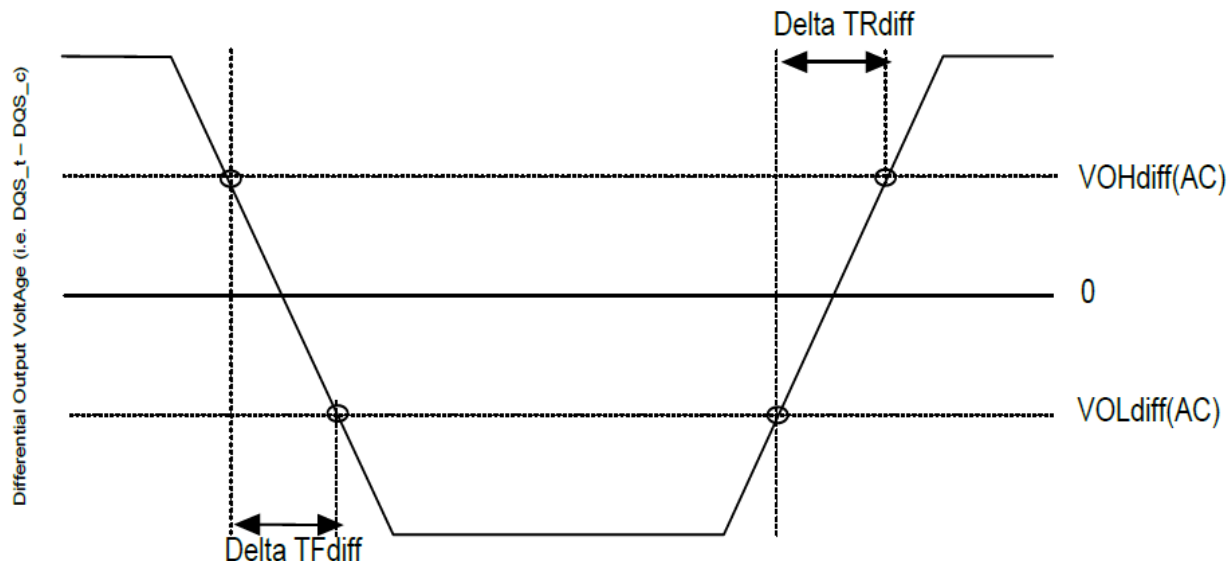 Delta TRdiff
Differential Output VoltAge (i.e. DQS_t – DQS_c)
VOHdiff(AC)
0
VOLdiff(AC)
Delta TFdiff